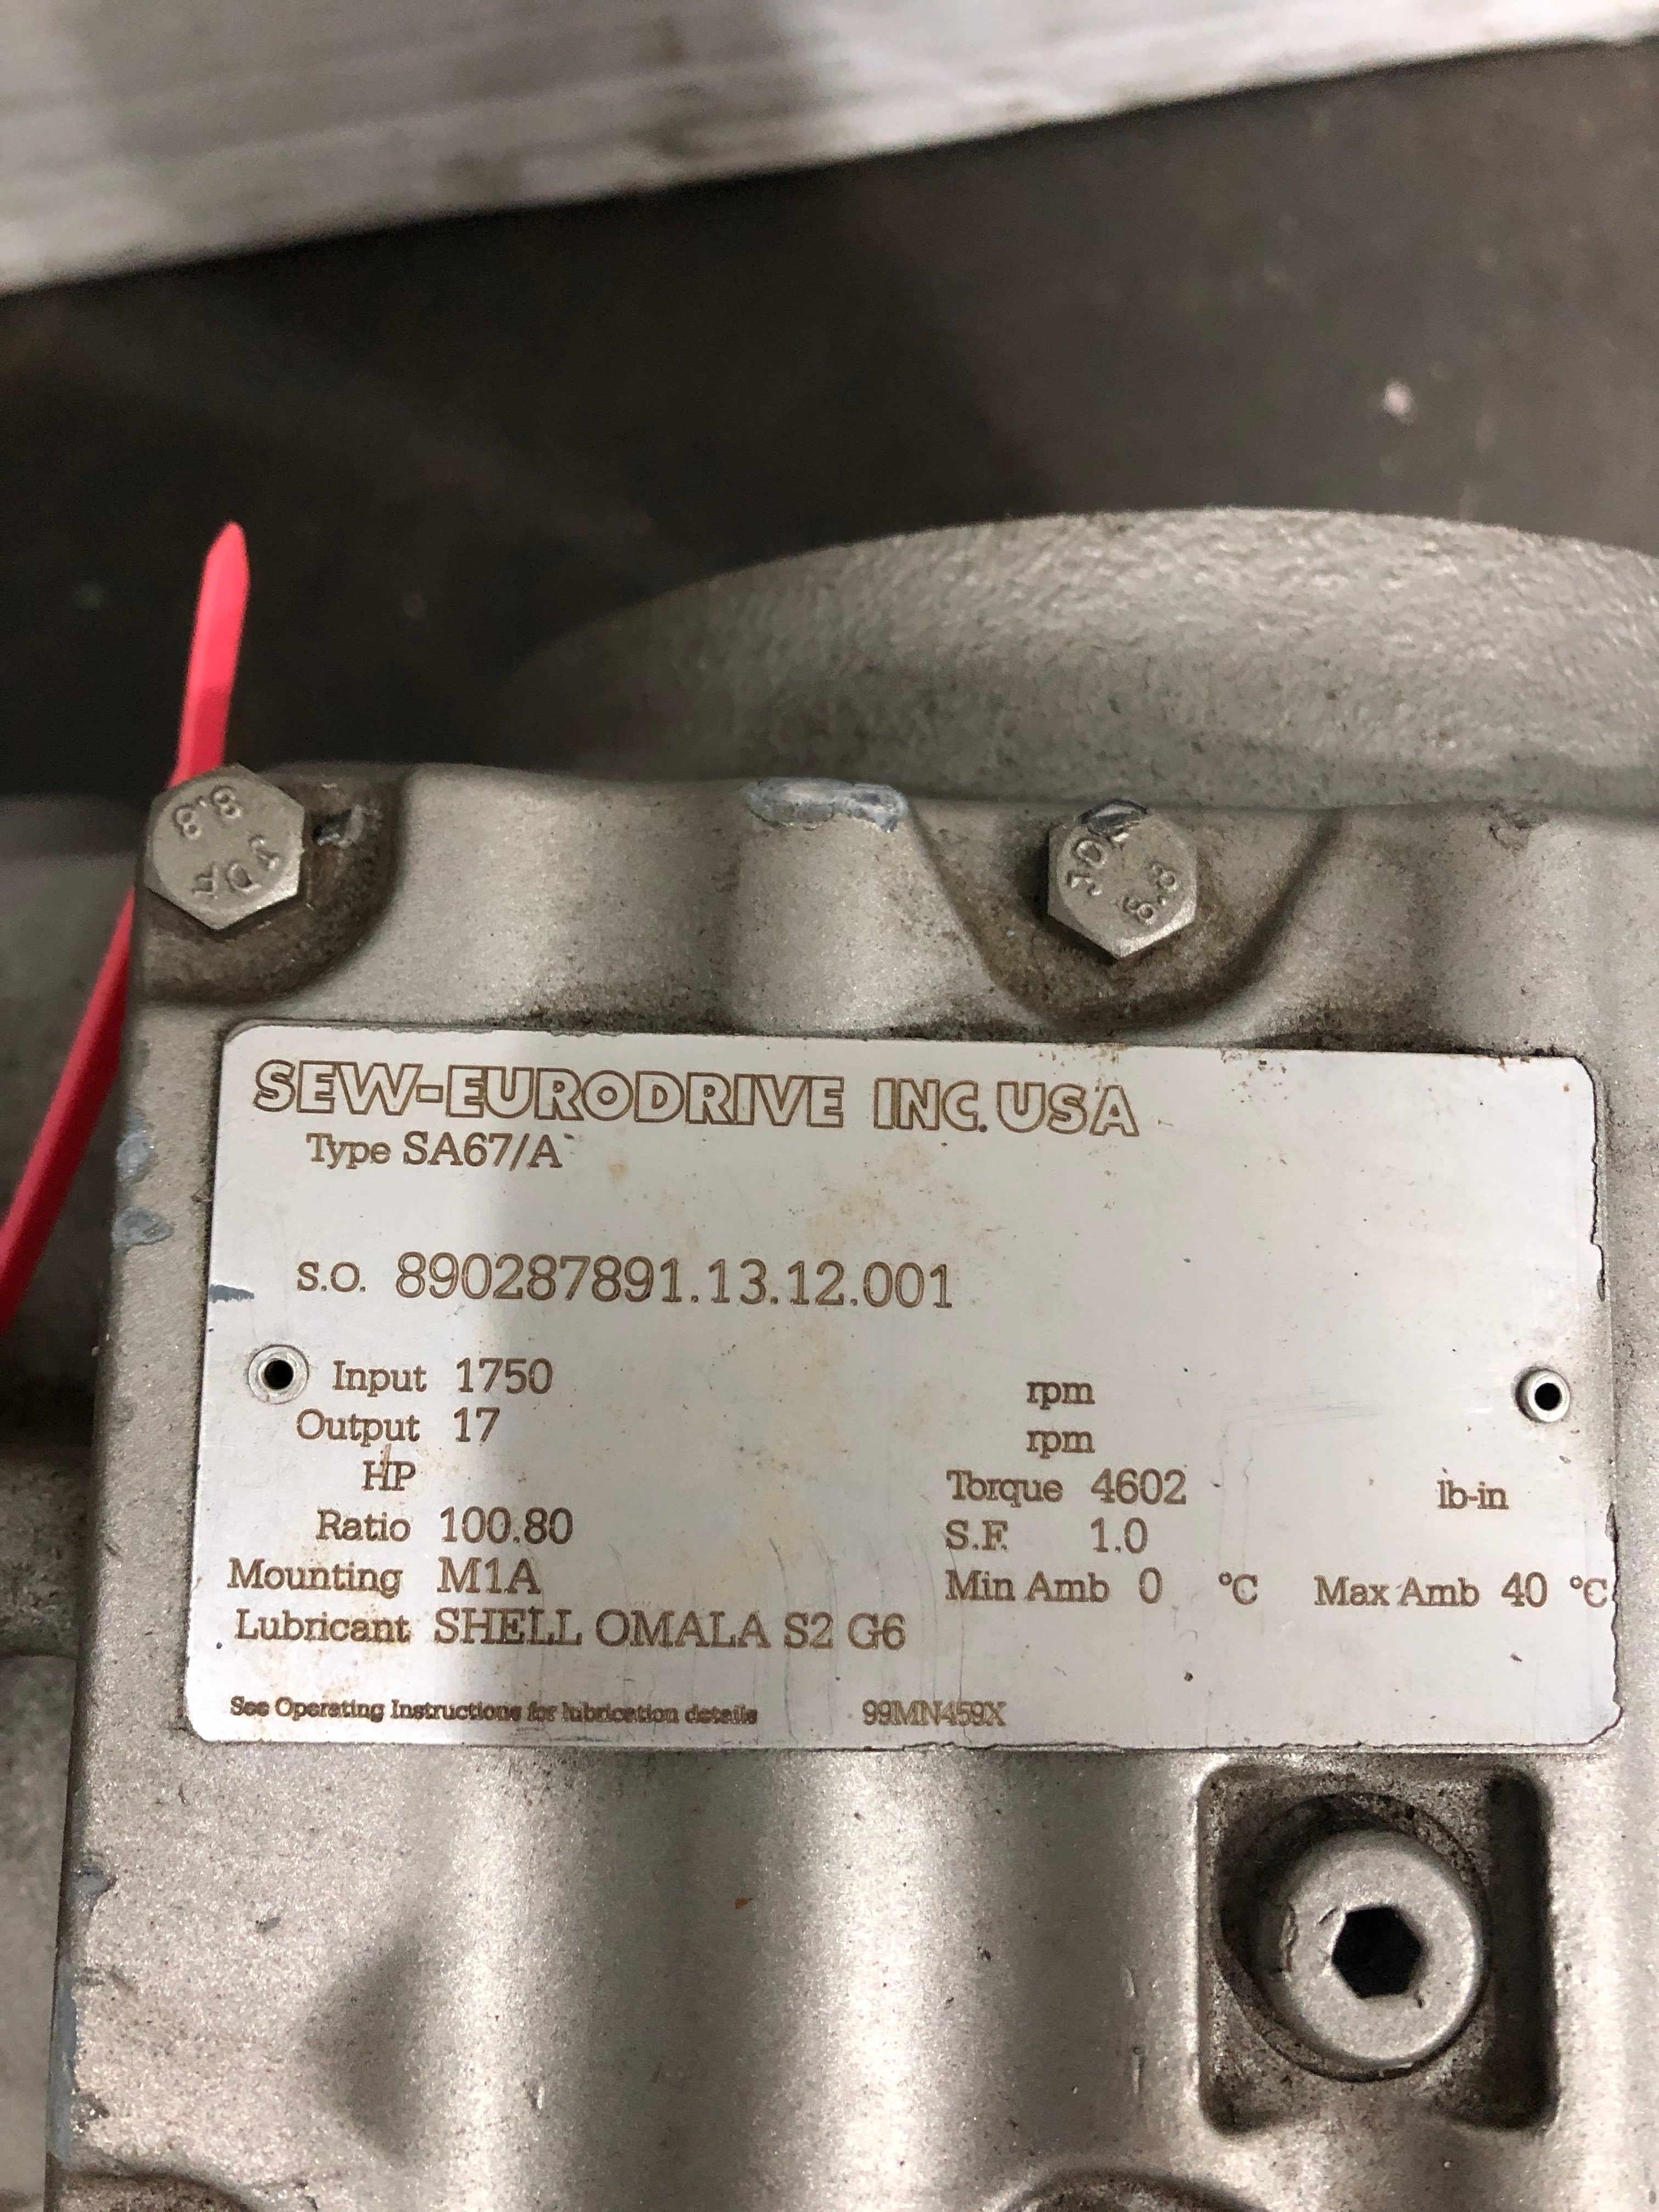 8.8
JDF
JDF
8.8
SEW-EURODRIVE INC. USA
Type SA67/A
S.O. 890287891.13.12.001
Input 1750 rpm
Output 17 rpm
HP
Torque 4602 lb-in
Ratio 100.80
S.F. 1.0
Mounting M1A
Min Amb 0 °C Max Amb 40 °C
Lubricant SHELL OMALA S2 G6
See Operating Instructions for lubrication details 99MN459X